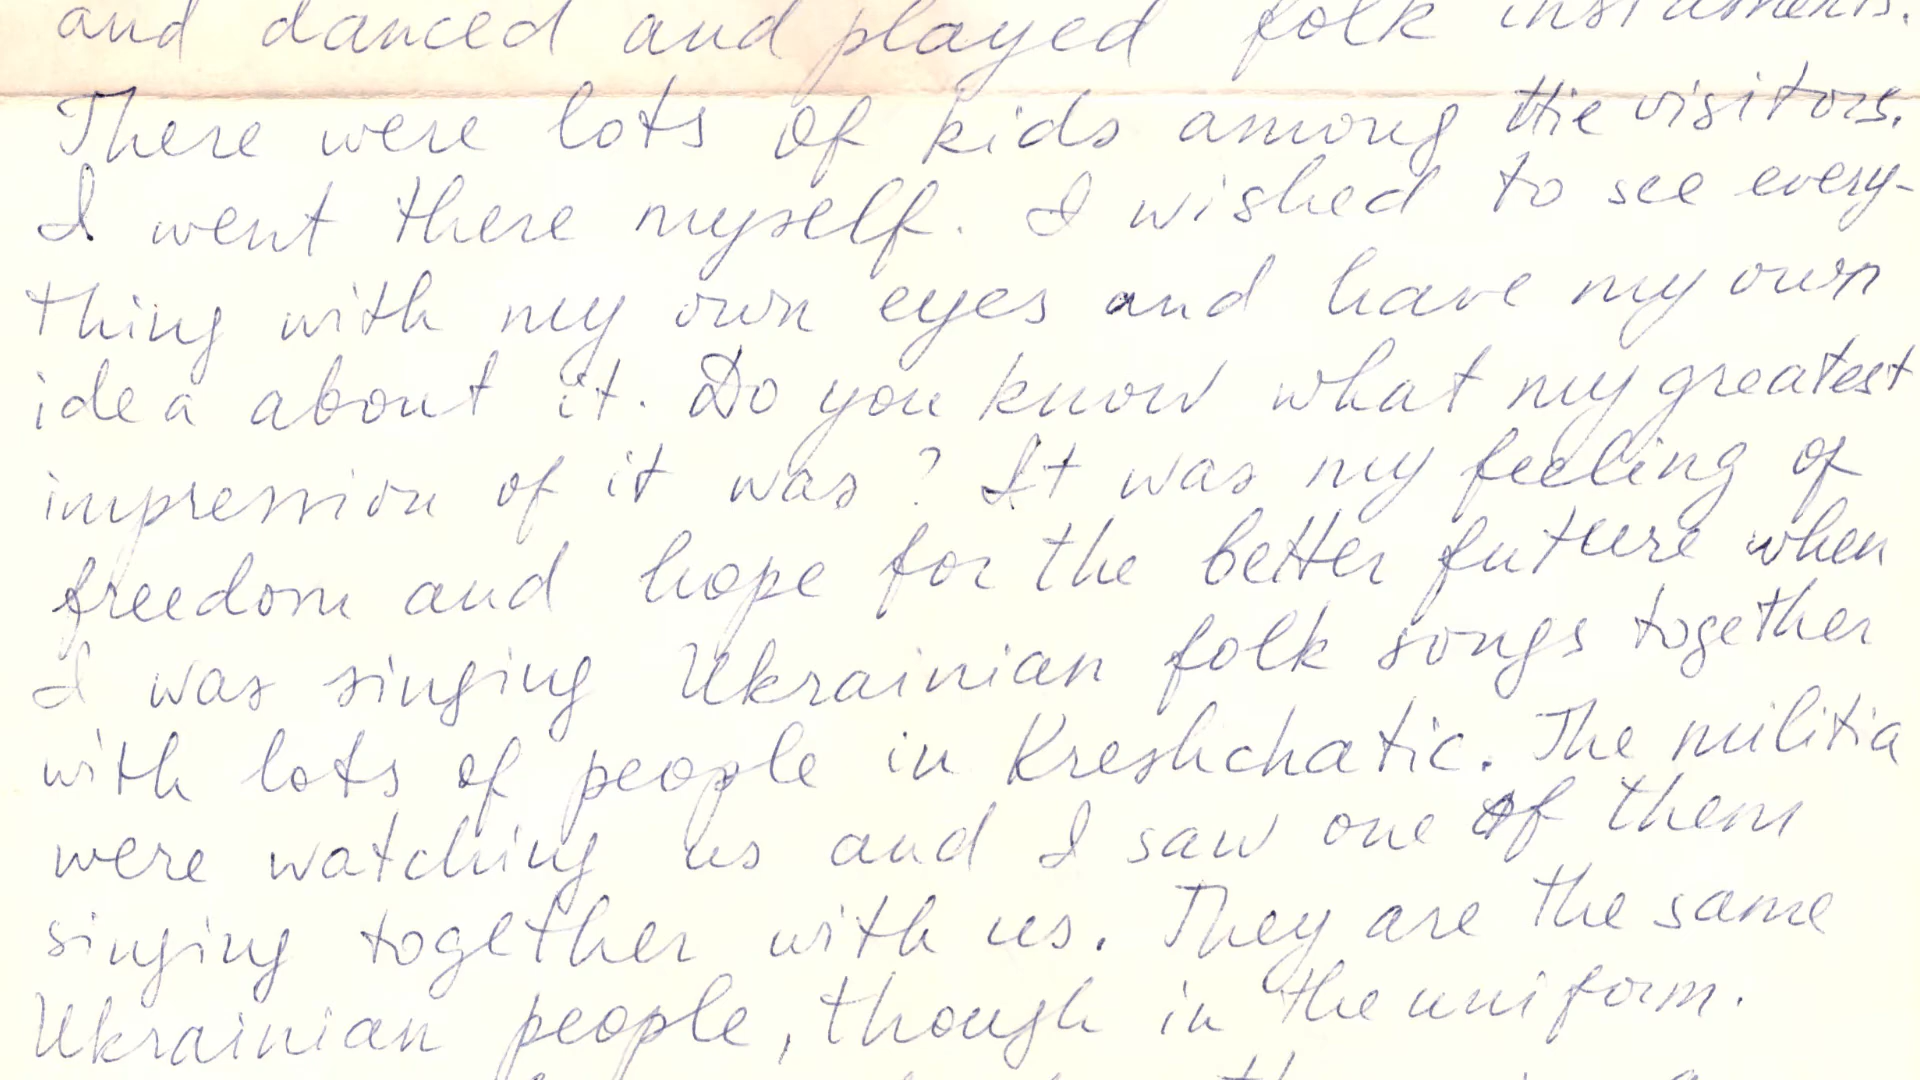 and danced and played folk instruments.
There were lots of kids among the visitors.
I went there myself. I wished to see every-
thing with my own eyes and have my own
idea about it. Do you know what my greatest
impression of it was? It was my feeling of
freedom and hope for the better future when
I was singing Ukrainian folk songs together
with lots of people in Kreshchatic. The militia
were watching us and I saw one of them
singing together with us. They are the same
Ukrainian people, though in the uniform.